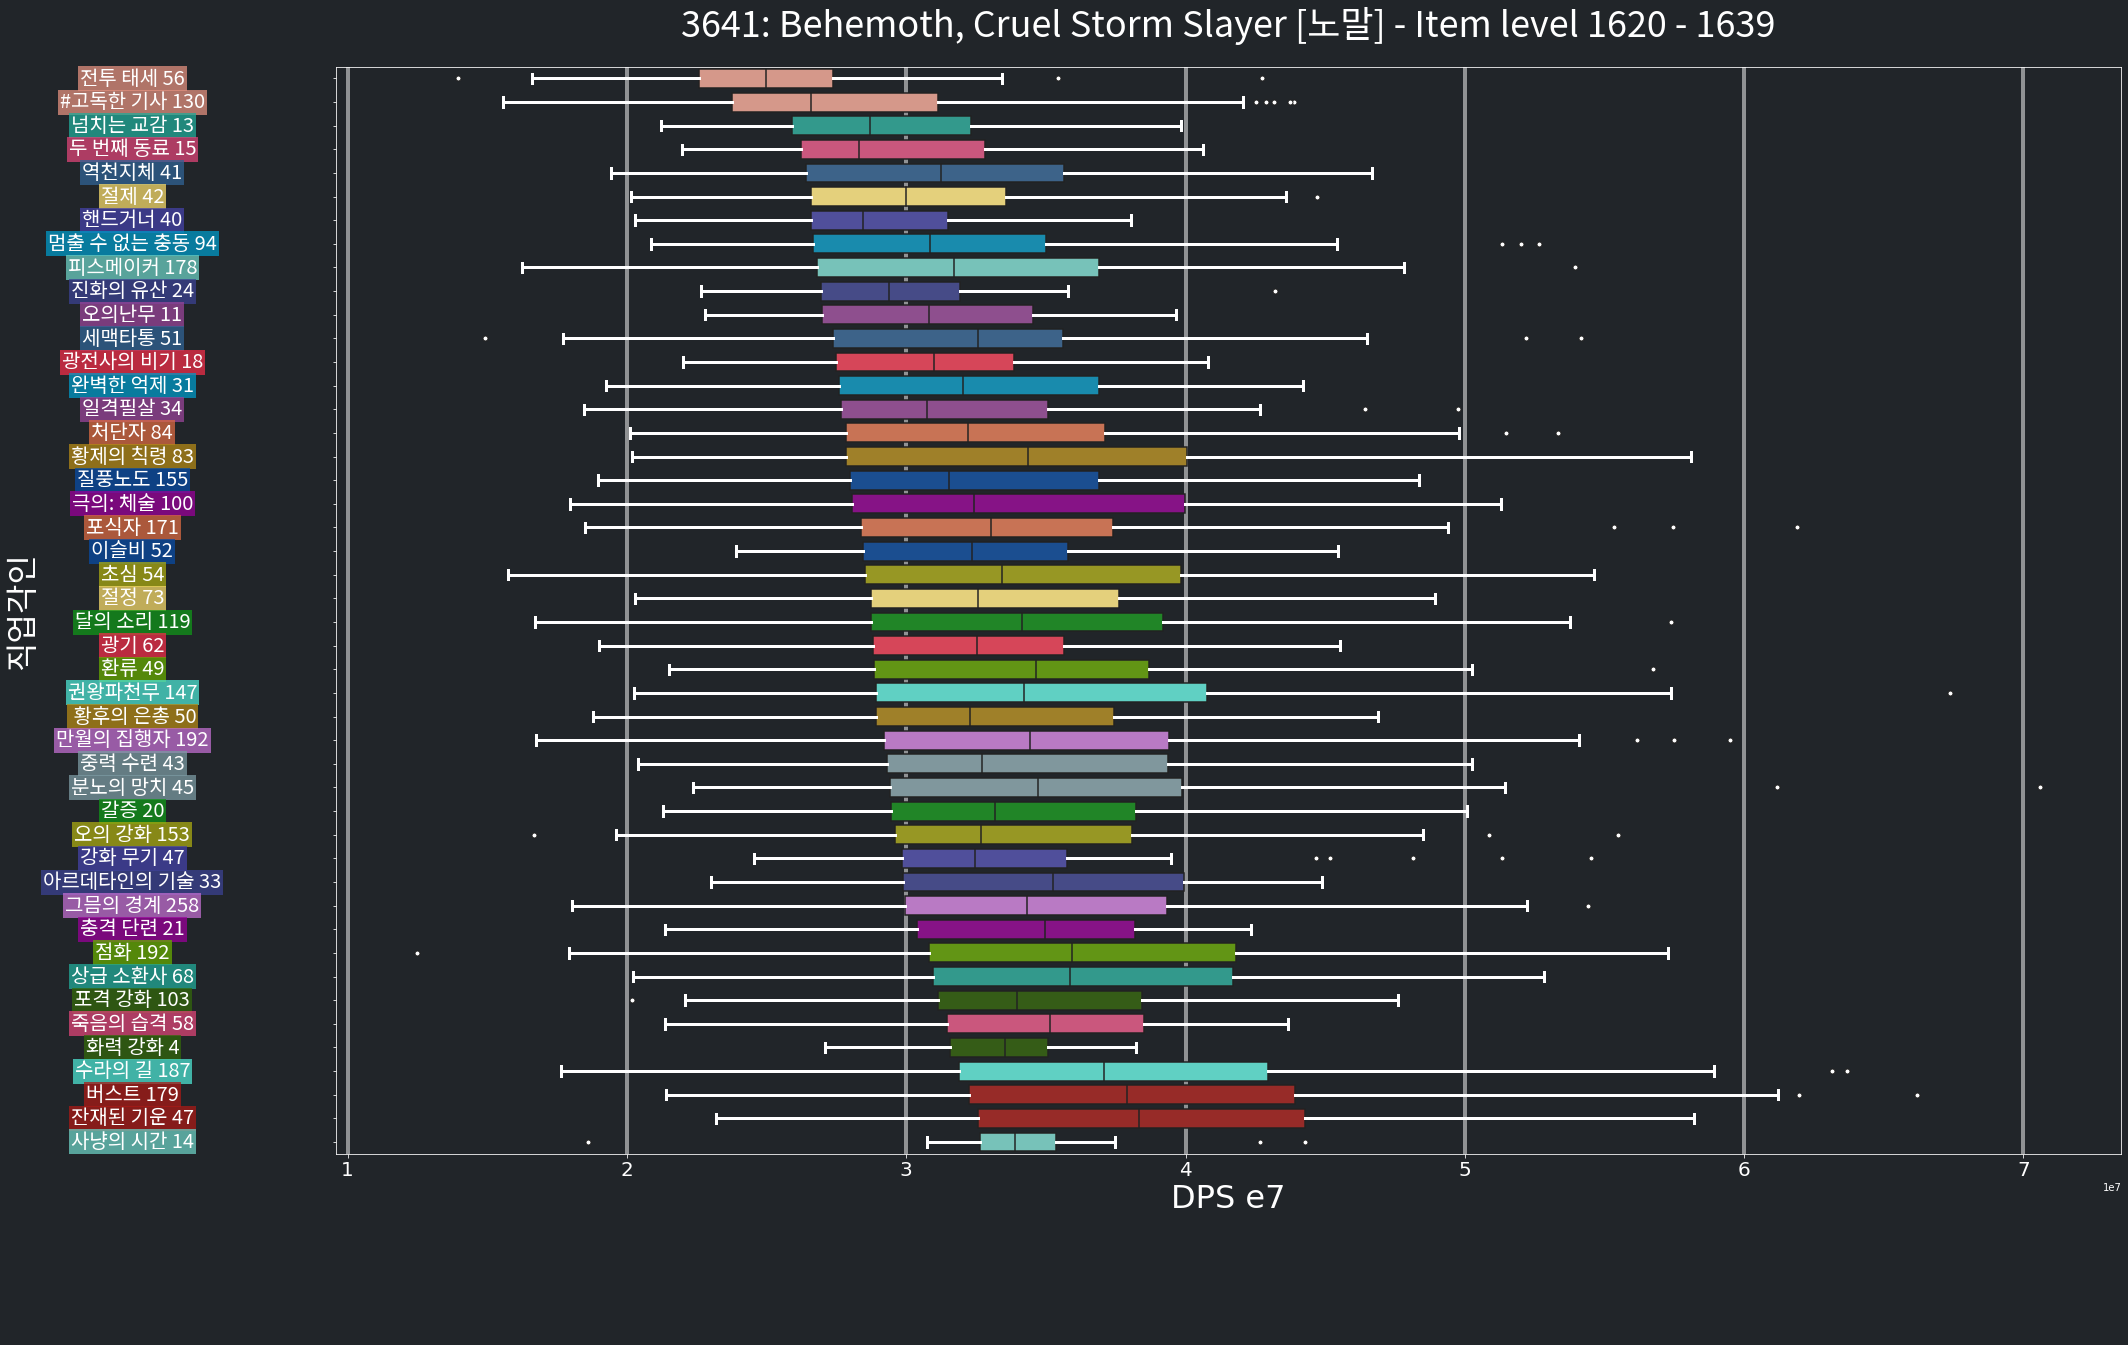 3641: Behemoth, Cruel Storm Slayer [노말] - Item level 1620 - 1639
직업각인
전투 태세 56
#고독한 기사 130
넘치는 교감 13
두 번째 동료 15
역천지체 41
절제 42
핸드거너 40
멈출 수 없는 충동 94
피스메이커 178
진화의 유산 24
오의난무 11
세맥타통 51
광전사의 비기 18
완벽한 억제 31
일격필살 34
처단자 84
황제의 칙령 83
질풍노도 155
극의: 체술 100
포식자 171
이슬비 52
초심 54
절정 73
달의 소리 119
광기 62
환류 49
권왕파천무 147
황후의 은총 50
만월의 집행자 192
중력 수련 43
분노의 망치 45
갈증 20
오의 강화 153
강화 무기 47
아르데타인의 기술 33
그믐의 경계 258
충격 단련 21
점화 192
상급 소환사 68
포격 강화 103
죽음의 습격 58
화력 강화 4
수라의 길 187
버스트 179
잔재된 기운 47
사냥의 시간 14
1 2 3 4 5 6 7
DPS e7
1e7